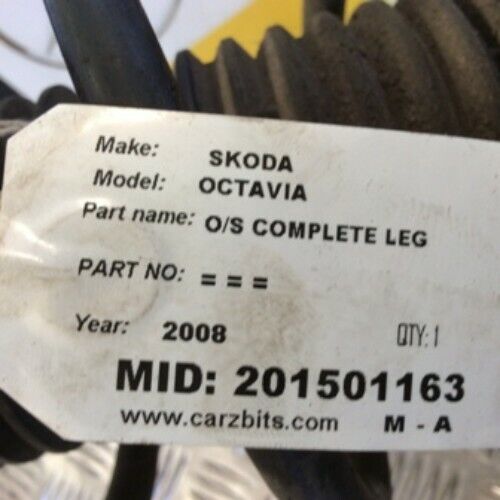 Make: SKODA
Model: OCTAVIA
Part name: O/S COMPLETE LEG
PART NO: = = =
Year: 2008 QTY: 1
MID: 201501163
www.carzbits.com M - A